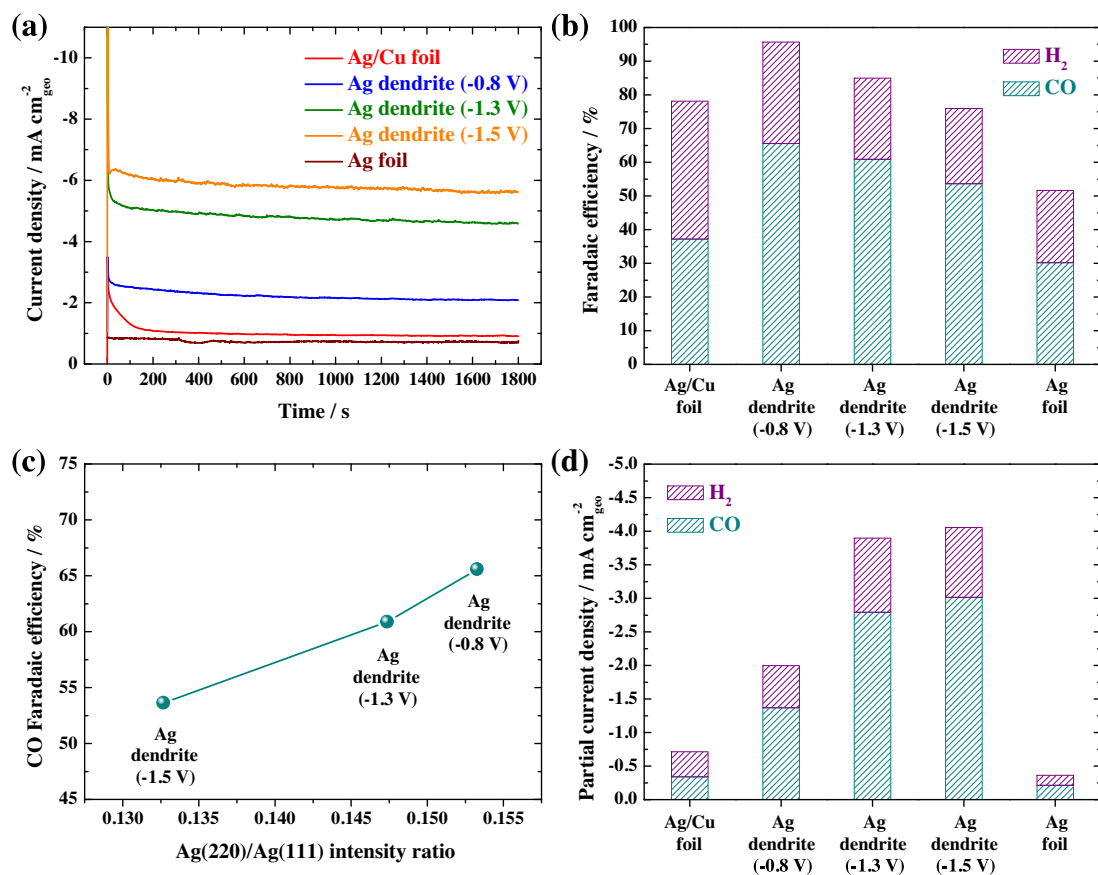 (a)
Current density / mA cm⁻²geo
-10
-8
-6
-4
-2
0
Ag/Cu foil
Ag dendrite (-0.8 V)
Ag dendrite (-1.3 V)
Ag dendrite (-1.5 V)
Ag foil
0 200 400 600 800 1000 1200 1400 1600 1800
Time / s
(b)
Faradaic efficiency / %
100
90
80
70
60
50
40
30
20
10
0
H₂
CO
Ag/Cu foil
Ag dendrite (-0.8 V)
Ag dendrite (-1.3 V)
Ag dendrite (-1.5 V)
Ag foil
(c)
CO Faradaic efficiency / %
75
70
65
60
55
50
45
Ag dendrite (-1.5 V)
Ag dendrite (-1.3 V)
Ag dendrite (-0.8 V)
0.130 0.135 0.140 0.145 0.150 0.155
Ag(220)/Ag(111) intensity ratio
(d)
Partial current density / mA cm⁻²geo
-5.0
-4.5
-4.0
-3.5
-3.0
-2.5
-2.0
-1.5
-1.0
-0.5
0.0
H₂
CO
Ag/Cu foil
Ag dendrite (-0.8 V)
Ag dendrite (-1.3 V)
Ag dendrite (-1.5 V)
Ag foil